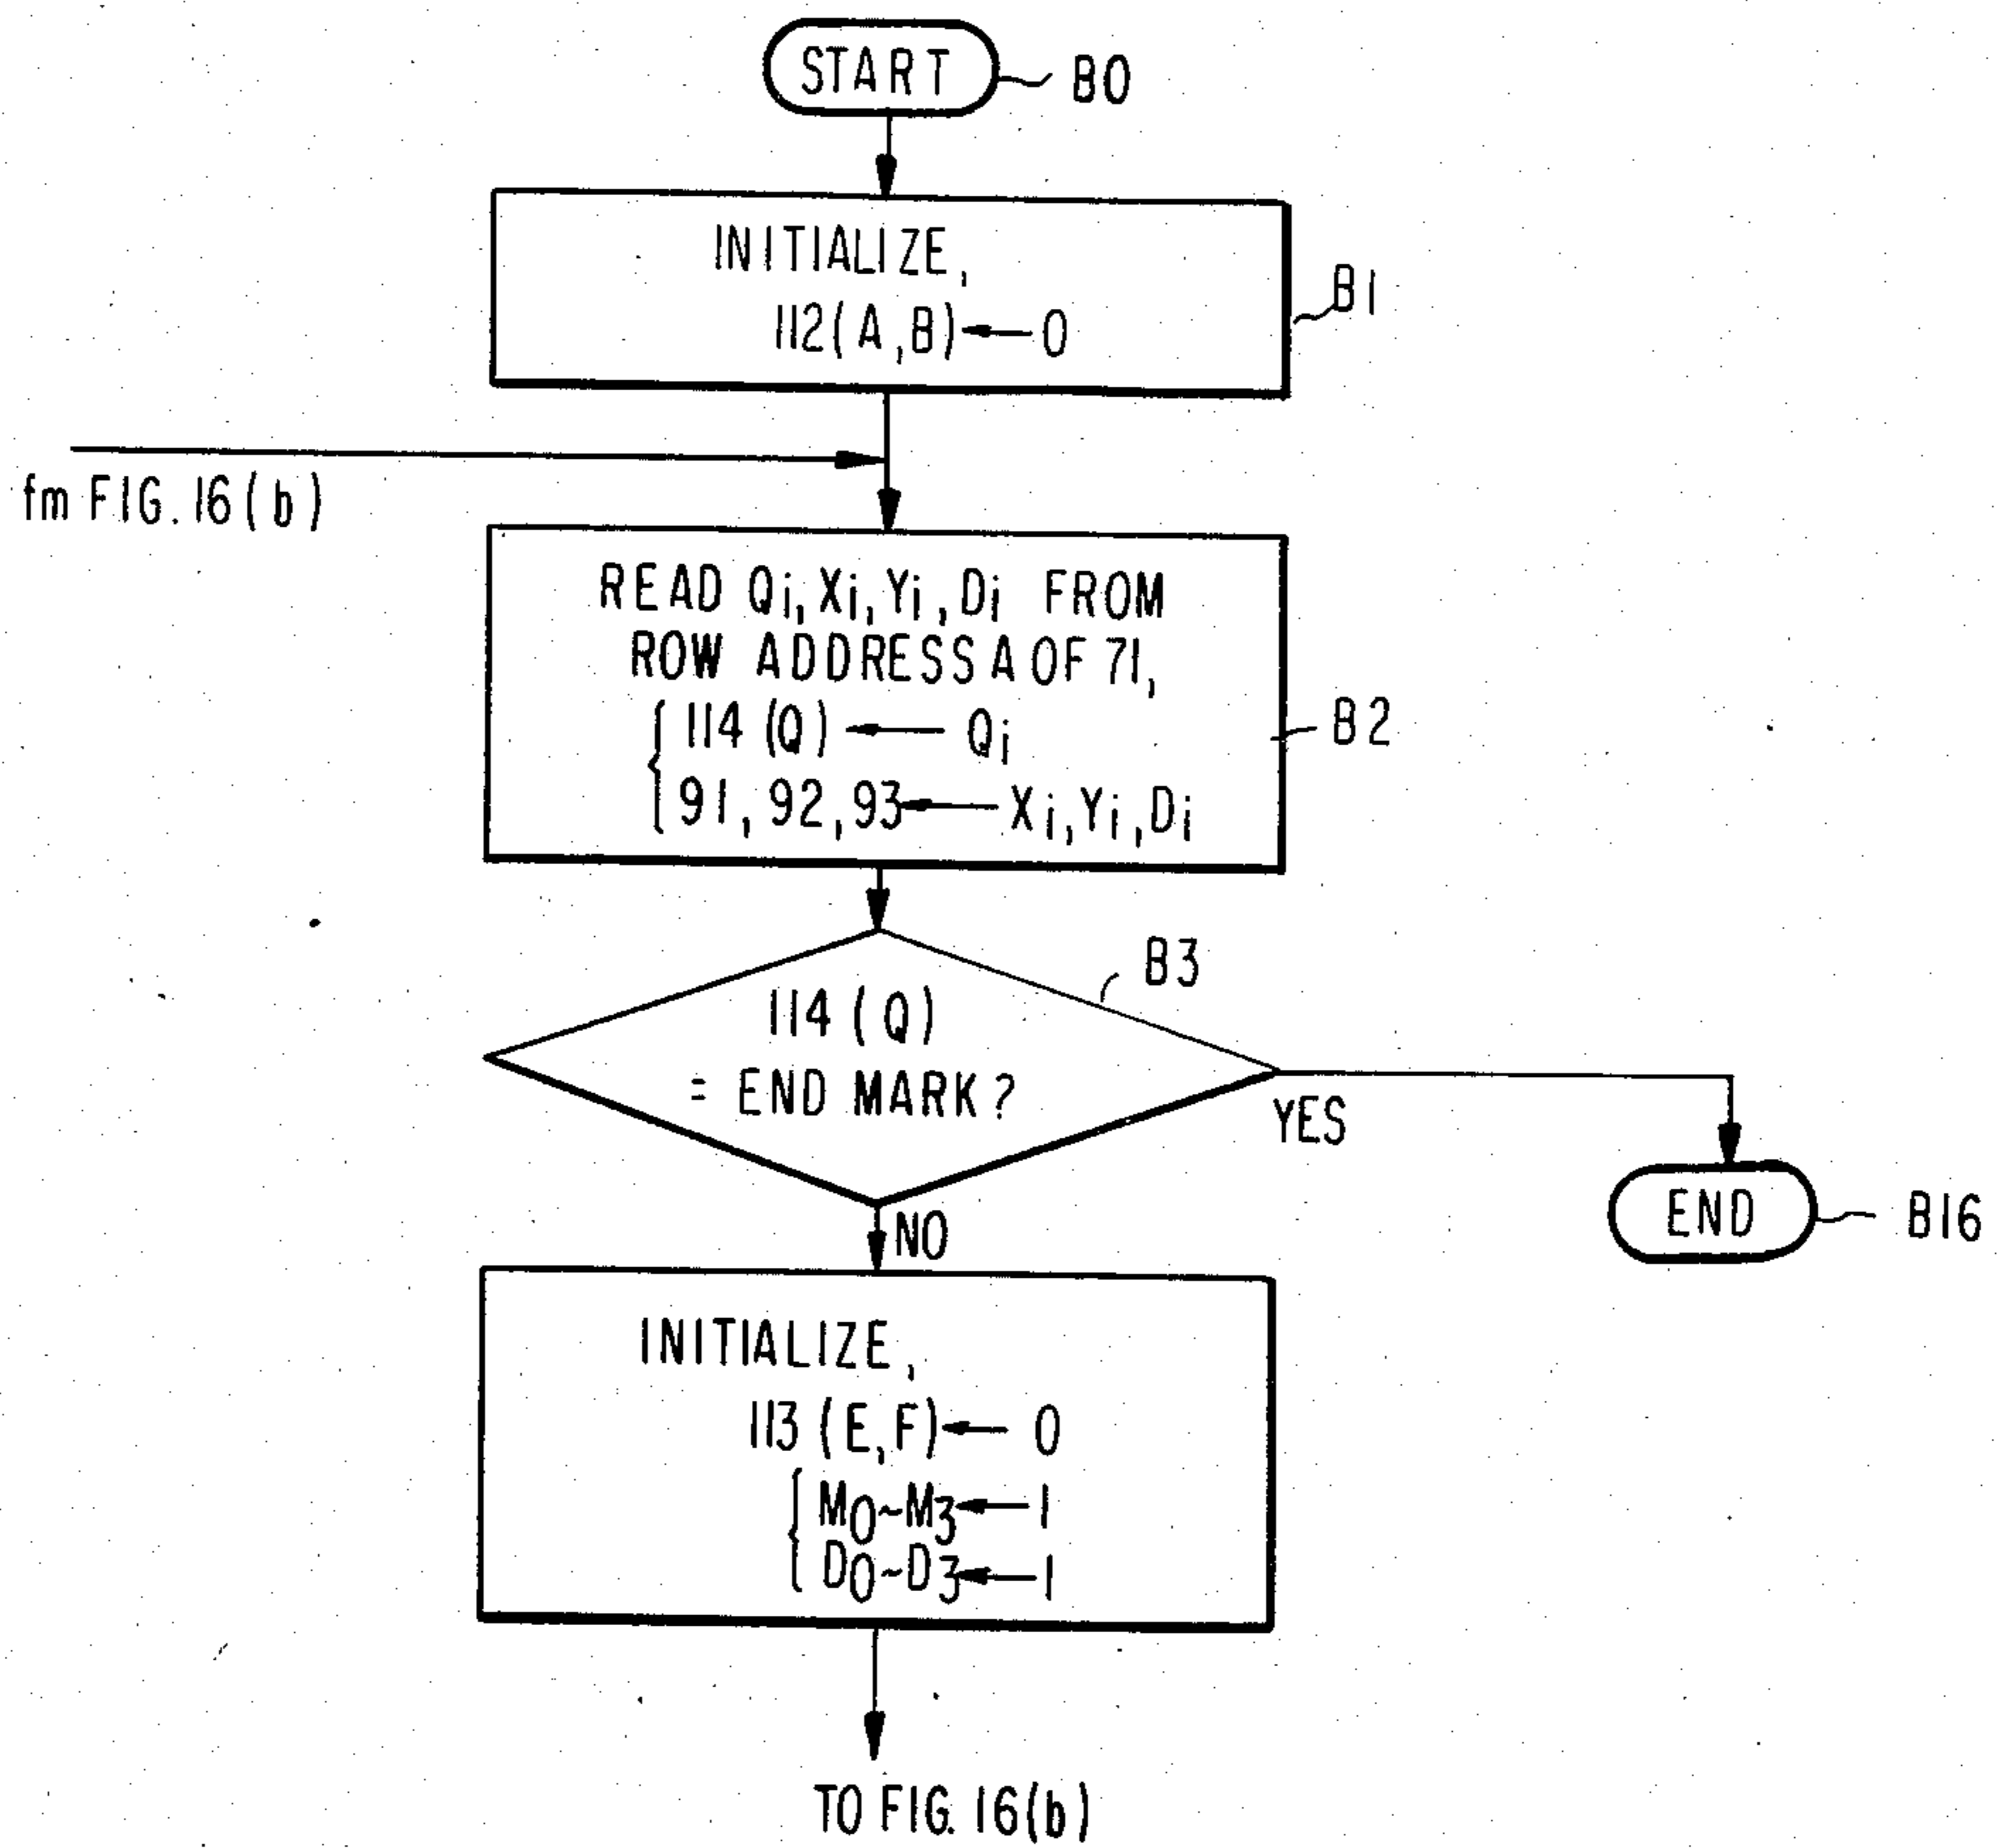 START
B0
INITIALIZE,
112(A,B)←0
B1
fm FIG. 16(b)
READ Qi, Xi, Yi, Di FROM
ROW ADDRESS A OF 71,
114 (Q) ← Qi
91, 92, 93 ← Xi, Yi, Di
B2
B3
114 (Q)
= END MARK?
YES
END
B16
NO
INITIALIZE,
113 (E,F) ← 0
M0~M3 ← 1
D0~D3 ← 1
TO FIG. 16(b)